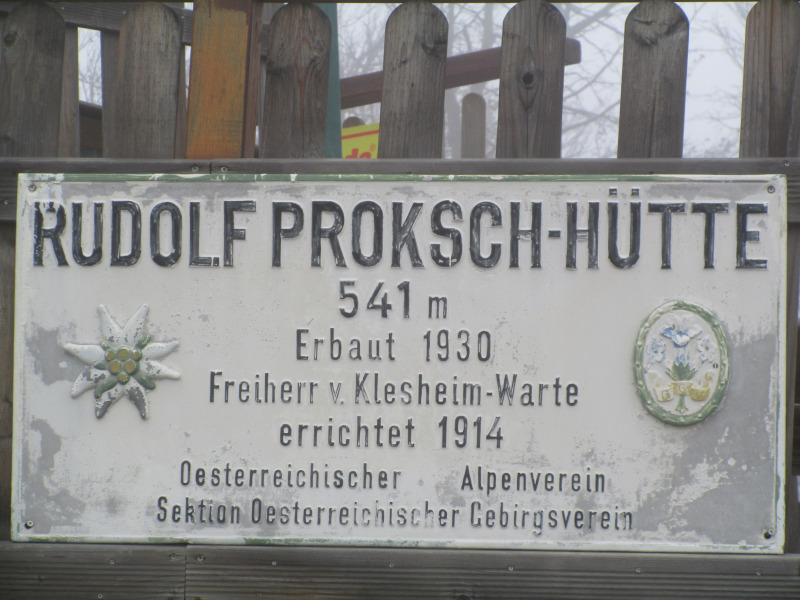 RUDOLF PROKSCH-HÜTTE
541 m
Erbaut 1930
Freiherr v. Klesheim-Warte
errichtet 1914
Oesterreichischer Alpenverein
Sektion Oesterreichischer Gebirgsverein